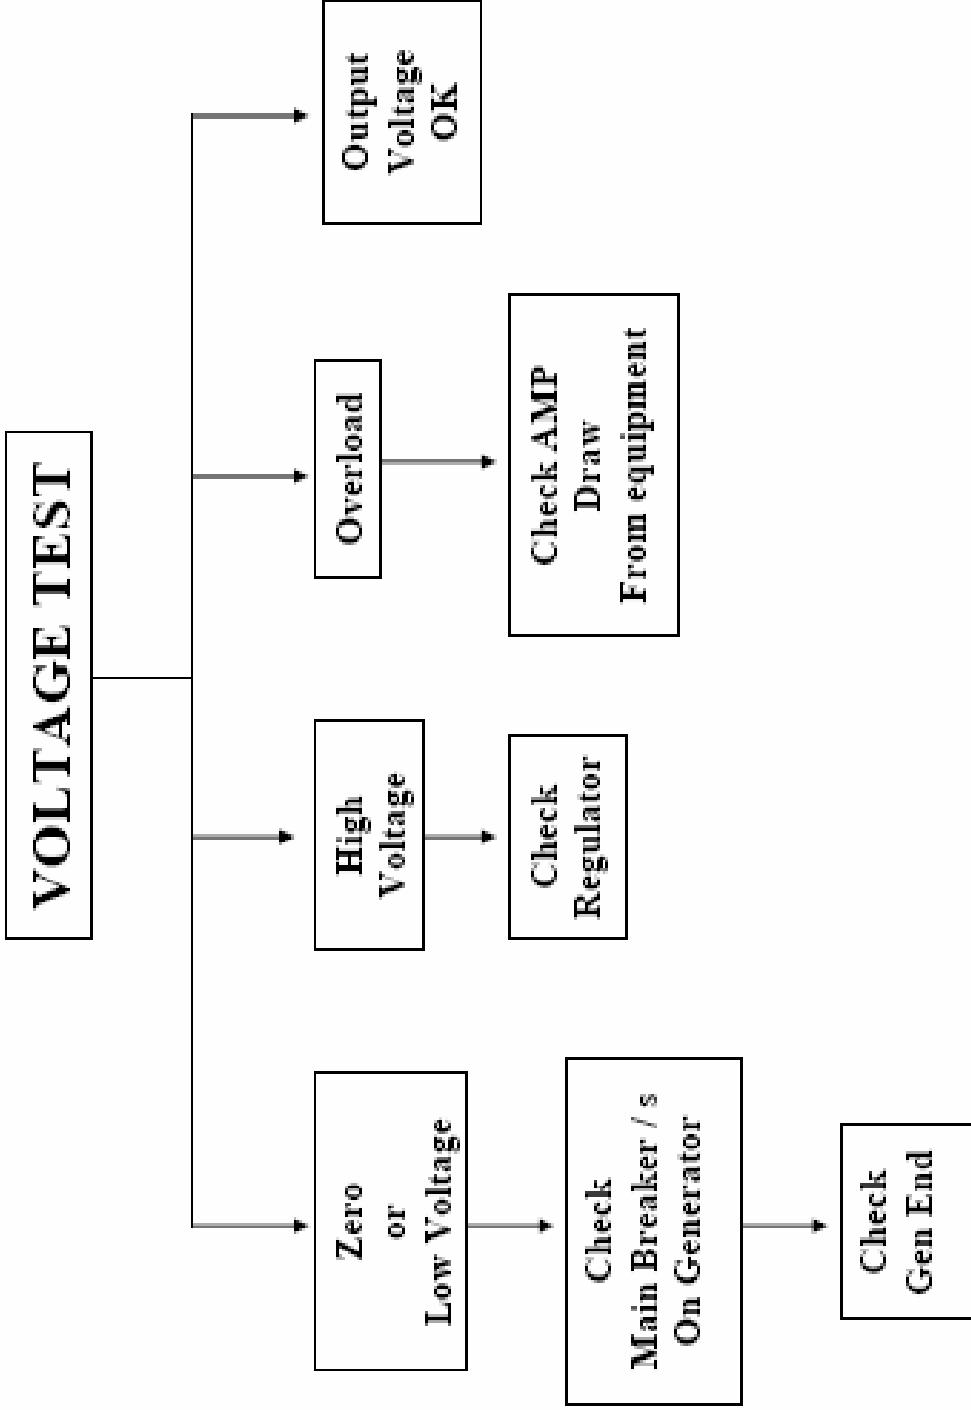 VOLTAGE TEST
Zero
or
Low Voltage
High
Voltage
Overload
Output
Voltage
OK
Check
Main Breaker / s
On Generator
Check
Regulator
Check AMP
Draw
From equipment
Check
Gen End